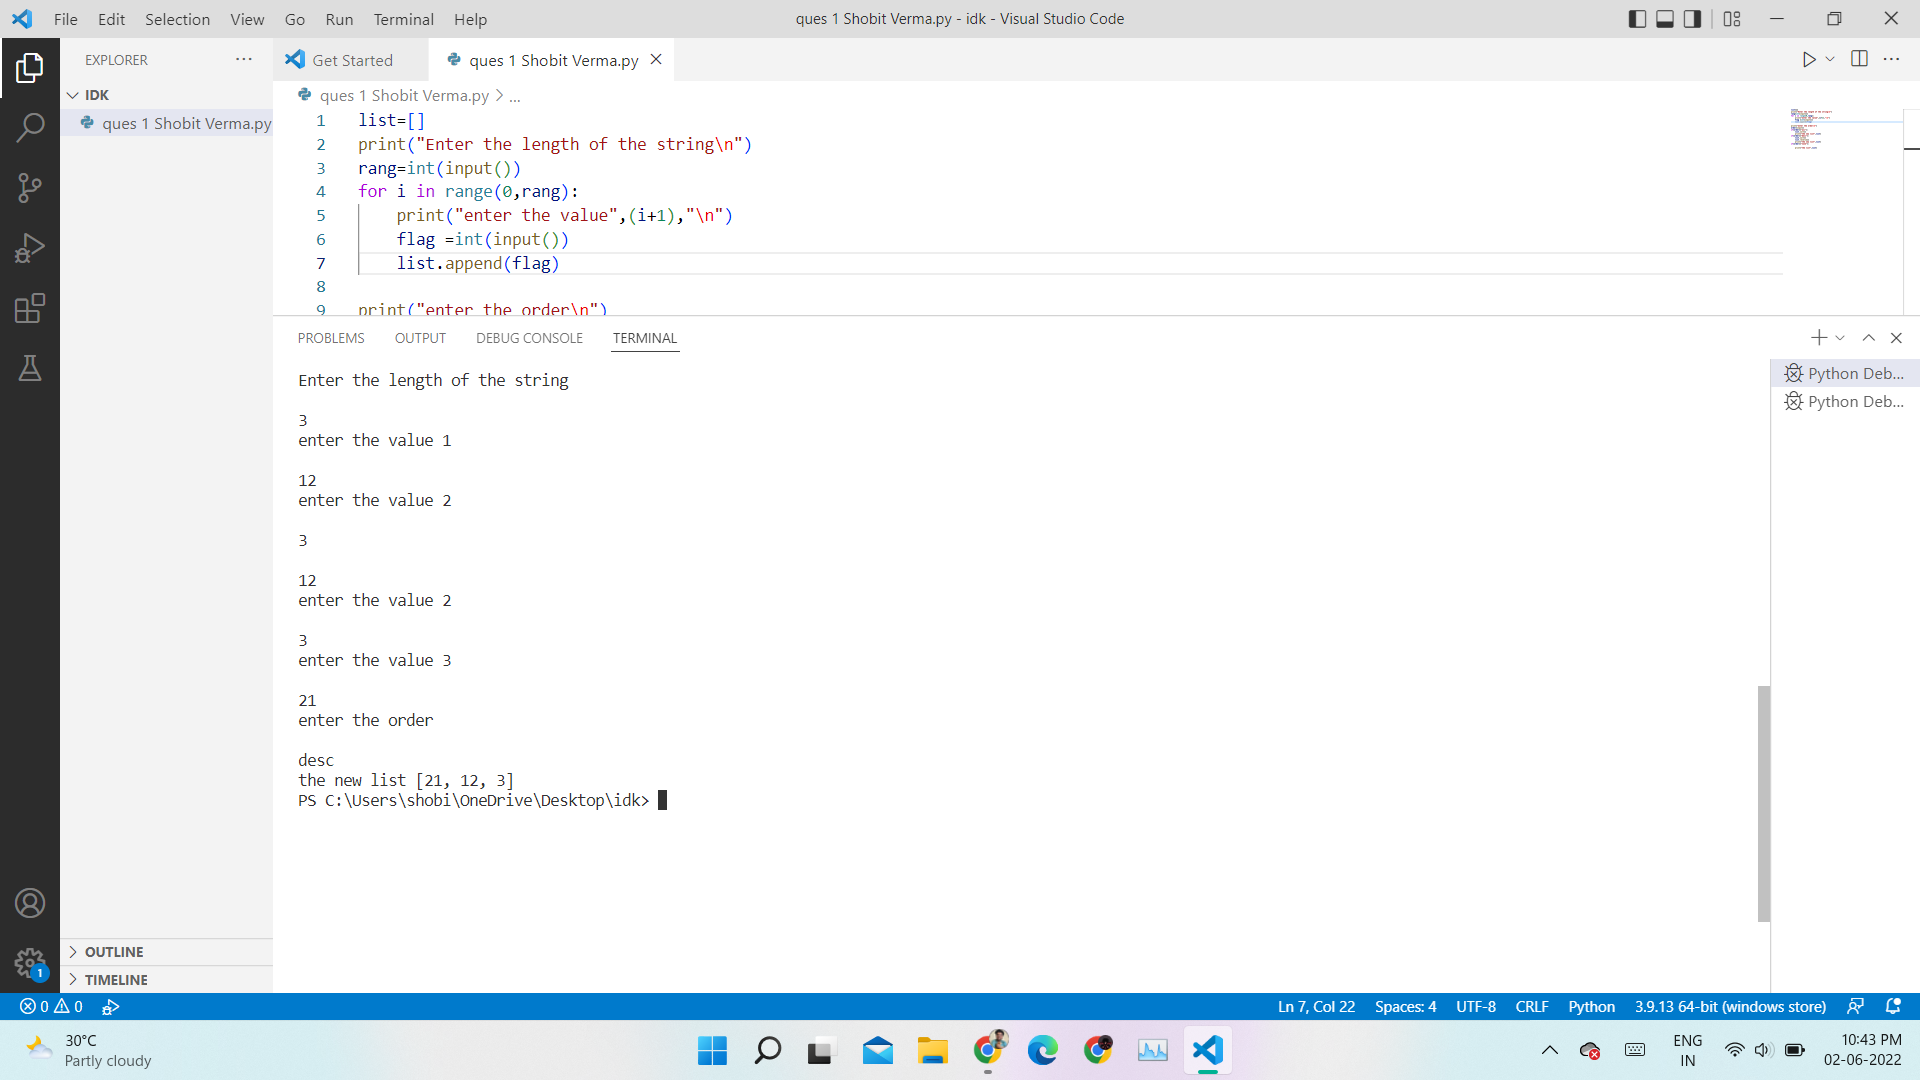 File Edit Selection View Go Run Terminal Help
ques 1 Shobit Verma.py - idk - Visual Studio Code
EXPLORER
IDK
ques 1 Shobit Verma.py
OUTLINE
TIMELINE
Get Started
ques 1 Shobit Verma.py
ques 1 Shobit Verma.py > ...
1 list=[]
2 print("Enter the length of the string\n")
3 rang=int(input())
4 for i in range(0,rang):
5 print("enter the value",(i+1),"\n")
6 flag =int(input())
7 list.append(flag)
8
9 print("enter the order\n")
PROBLEMS OUTPUT DEBUG CONSOLE TERMINAL
Enter the length of the string
3
enter the value 1
12
enter the value 2
3
12
enter the value 2
3
enter the value 3
21
enter the order
desc
the new list [21, 12, 3]
PS C:\Users\shobi\OneDrive\Desktop\idk>
Python Deb...
Python Deb...
1
0 0
Ln 7, Col 22 Spaces: 4 UTF-8 CRLF Python 3.9.13 64-bit (windows store)
30°C
Partly cloudy
ENG
IN
10:43 PM
02-06-2022